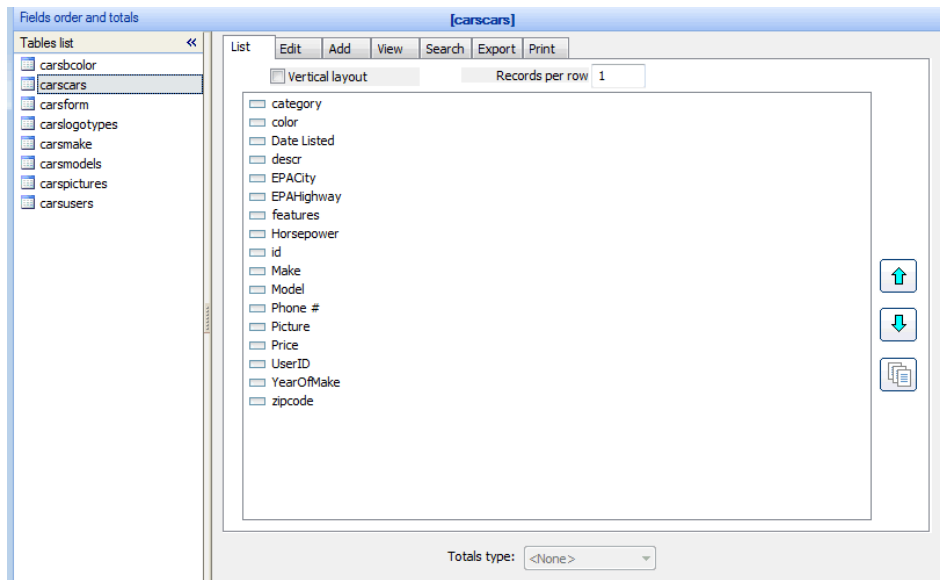 Fields order and totals
[carscars]
Tables list «
carsbcolor
carscars
carsform
carslogotypes
carsmake
carsmodels
carspictures
carsusers
List Edit Add View Search Export Print
Vertical layout Records per row 1
category
color
Date Listed
descr
EPACity
EPAHighway
features
Horsepower
id
Make
Model
Phone #
Picture
Price
UserID
YearOfMake
zipcode
Totals type: <None>